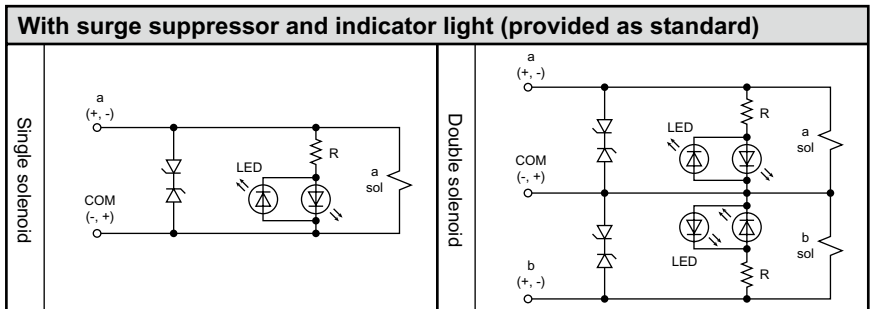 With surge suppressor and indicator light (provided as standard)
Single solenoid
a
(+, -)
R
LED
a
sol
COM
(-, +)
Double solenoid
a
(+, -)
R
LED
a
sol
COM
(-, +)
b
sol
LED
R
b
(+, -)